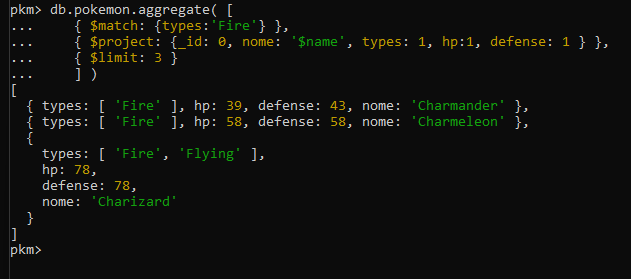 pkm> db.pokemon.aggregate( [
...     { $match: {types:'Fire'} },
...     { $project: {_id: 0, nome: '$name', types: 1, hp:1, defense: 1 } },
...     { $limit: 3 }
...     ] )
[
  { types: [ 'Fire' ], hp: 39, defense: 43, nome: 'Charmander' },
  { types: [ 'Fire' ], hp: 58, defense: 58, nome: 'Charmeleon' },
  {
    types: [ 'Fire', 'Flying' ],
    hp: 78,
    defense: 78,
    nome: 'Charizard'
  }
]
pkm>